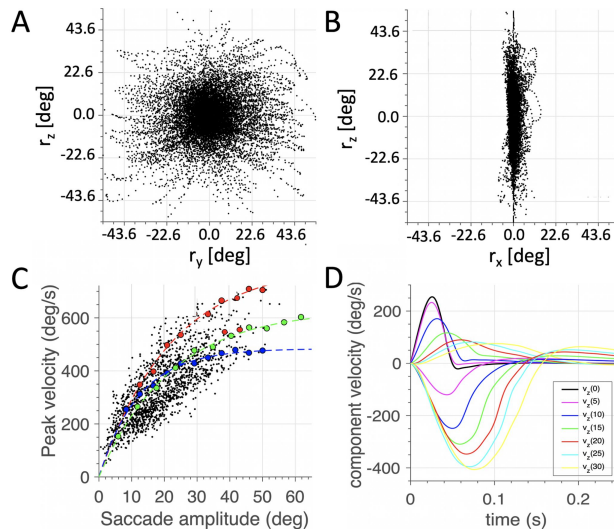 A
43.6
22.6
0.0
-22.6
-43.6
r_z [deg]
-43.6 -22.6 0.0 22.6 43.6
r_y [deg]
B
43.6
22.6
0.0
-22.6
-43.6
r_z [deg]
-43.6 -22.6 0.0 22.6 43.6
r_x [deg]
C
600
400
200
0
Peak velocity (deg/s)
0 10 20 30 40 50 60
Saccade amplitude (deg)
D
200
0
-200
-400
component velocity (deg/s)
0 0.1 0.2
time (s)
v_y(0)
v_z(5)
v_z(10)
v_z(15)
v_z(20)
v_z(25)
v_z(30)